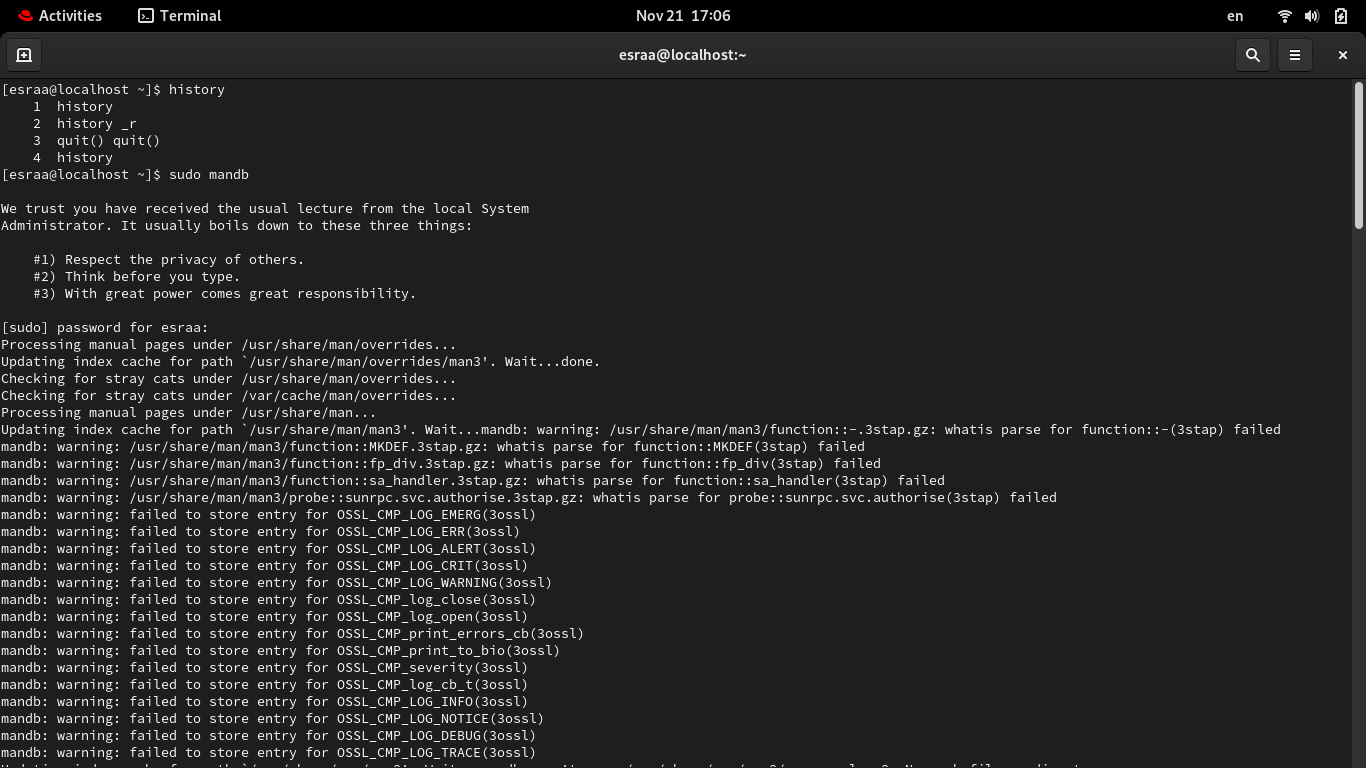 Activities Terminal Nov 21 17:06 en
esraa@localhost:~
[esraa@localhost ~]$ history
1 history
2 history _r
3 quit() quit()
4 history
[esraa@localhost ~]$ sudo mandb
We trust you have received the usual lecture from the local System
Administrator. It usually boils down to these three things:
#1) Respect the privacy of others.
#2) Think before you type.
#3) With great power comes great responsibility.
[sudo] password for esraa:
Processing manual pages under /usr/share/man/overrides...
Updating index cache for path `/usr/share/man/overrides/man3'. Wait...done.
Checking for stray cats under /usr/share/man/overrides...
Checking for stray cats under /var/cache/man/overrides...
Processing manual pages under /usr/share/man...
Updating index cache for path `/usr/share/man/man3'. Wait...mandb: warning: /usr/share/man/man3/function::-.3stap.gz: whatis parse for function::-(3stap) failed
mandb: warning: /usr/share/man/man3/function::MKDEF.3stap.gz: whatis parse for function::MKDEF(3stap) failed
mandb: warning: /usr/share/man/man3/function::fp_div.3stap.gz: whatis parse for function::fp_div(3stap) failed
mandb: warning: /usr/share/man/man3/function::sa_handler.3stap.gz: whatis parse for function::sa_handler(3stap) failed
mandb: warning: /usr/share/man/man3/probe::sunrpc.svc.authorise.3stap.gz: whatis parse for probe::sunrpc.svc.authorise(3stap) failed
mandb: warning: failed to store entry for OSSL_CMP_LOG_EMERG(3ossl)
mandb: warning: failed to store entry for OSSL_CMP_LOG_ERR(3ossl)
mandb: warning: failed to store entry for OSSL_CMP_LOG_ALERT(3ossl)
mandb: warning: failed to store entry for OSSL_CMP_LOG_CRIT(3ossl)
mandb: warning: failed to store entry for OSSL_CMP_LOG_WARNING(3ossl)
mandb: warning: failed to store entry for OSSL_CMP_log_close(3ossl)
mandb: warning: failed to store entry for OSSL_CMP_log_open(3ossl)
mandb: warning: failed to store entry for OSSL_CMP_print_errors_cb(3ossl)
mandb: warning: failed to store entry for OSSL_CMP_print_to_bio(3ossl)
mandb: warning: failed to store entry for OSSL_CMP_severity(3ossl)
mandb: warning: failed to store entry for OSSL_CMP_log_cb_t(3ossl)
mandb: warning: failed to store entry for OSSL_CMP_LOG_INFO(3ossl)
mandb: warning: failed to store entry for OSSL_CMP_LOG_NOTICE(3ossl)
mandb: warning: failed to store entry for OSSL_CMP_LOG_DEBUG(3ossl)
mandb: warning: failed to store entry for OSSL_CMP_LOG_TRACE(3ossl)